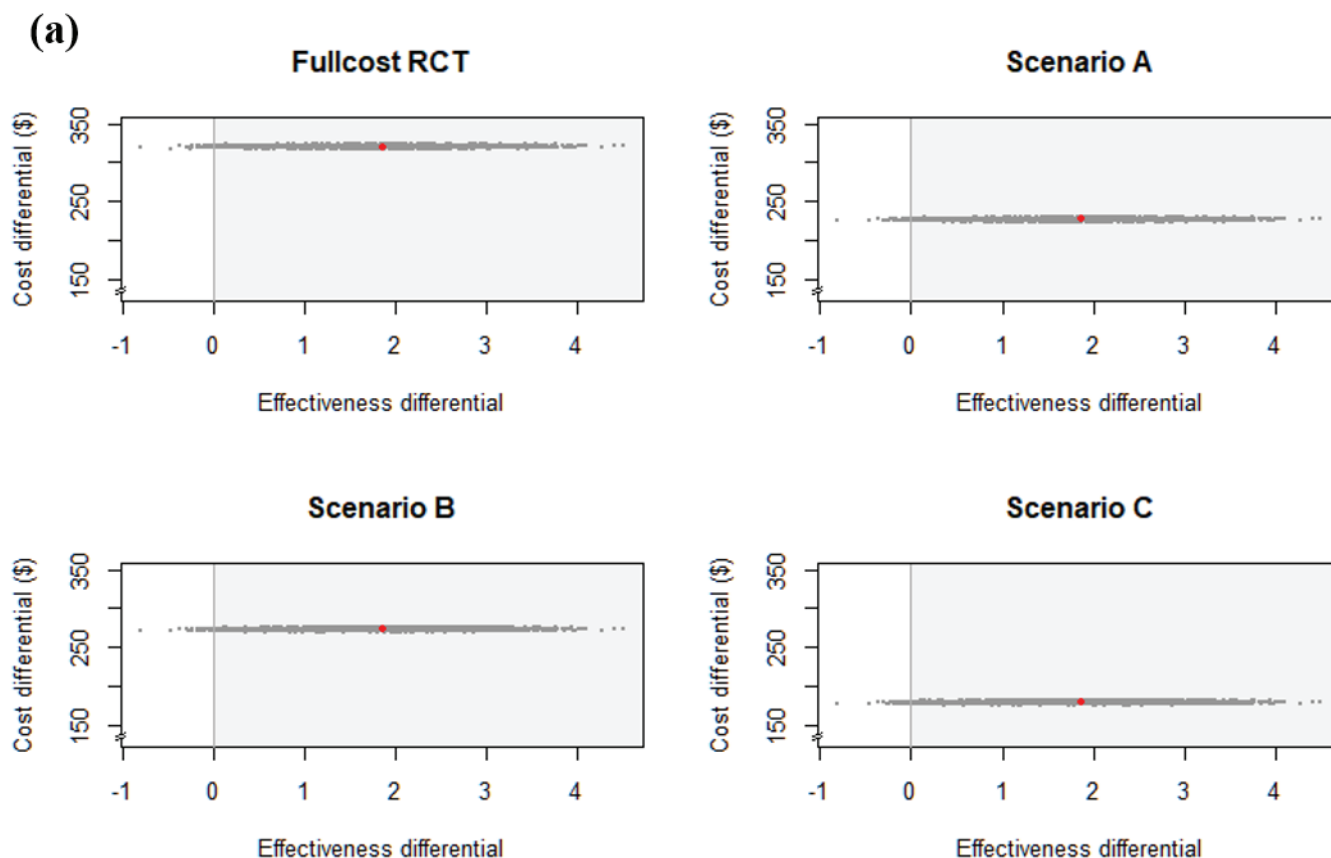 (a)
Fullcost RCT
Scenario A
Cost differential ($)
350
250
150
-1 0 1 2 3 4
Effectiveness differential
Cost differential ($)
350
250
150
-1 0 1 2 3 4
Effectiveness differential
Scenario B
Scenario C
Cost differential ($)
350
250
150
-1 0 1 2 3 4
Effectiveness differential
Cost differential ($)
350
250
150
-1 0 1 2 3 4
Effectiveness differential